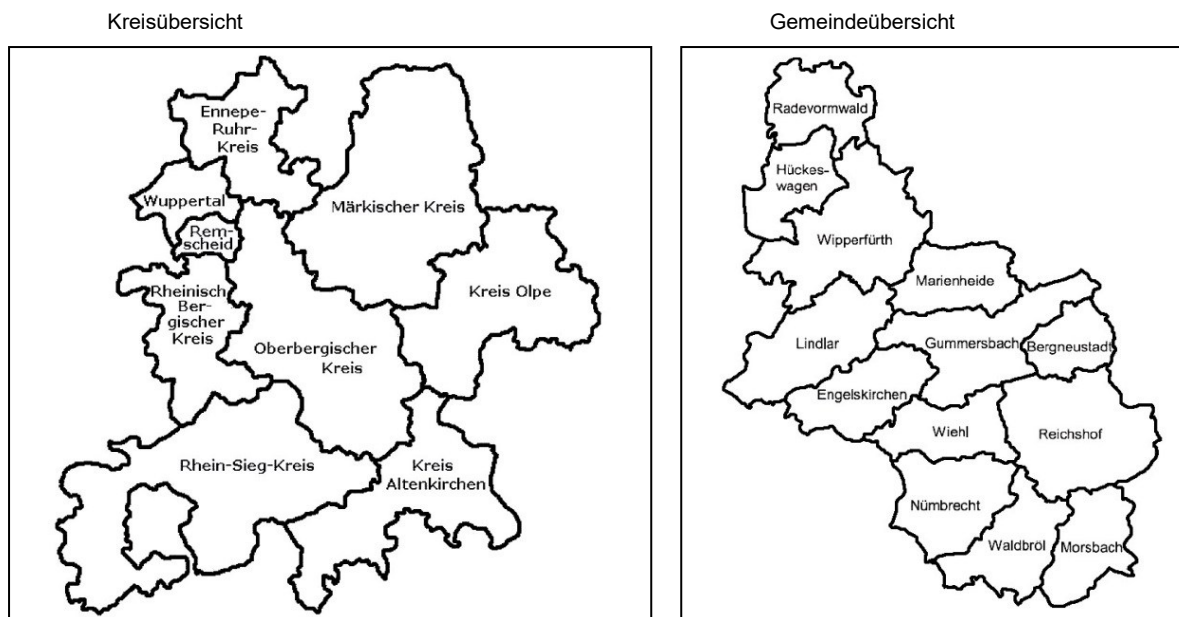 Kreisübersicht
Gemeindeübersicht
Ennepe-
Ruhr-
Kreis
Wuppertal
Rem-
scheid
Märkischer Kreis
Rheinisch
Ber-
gischer
Kreis
Kreis Olpe
Oberbergischer
Kreis
Rhein-Sieg-Kreis
Kreis
Altenkirchen
Radevormwald
Hückes-
wagen
Wipperfürth
Marienheide
Lindlar
Gummersbach
Bergneustadt
Engelskirchen
Wiehl
Reichshof
Nümbrecht
Waldbröl
Morsbach